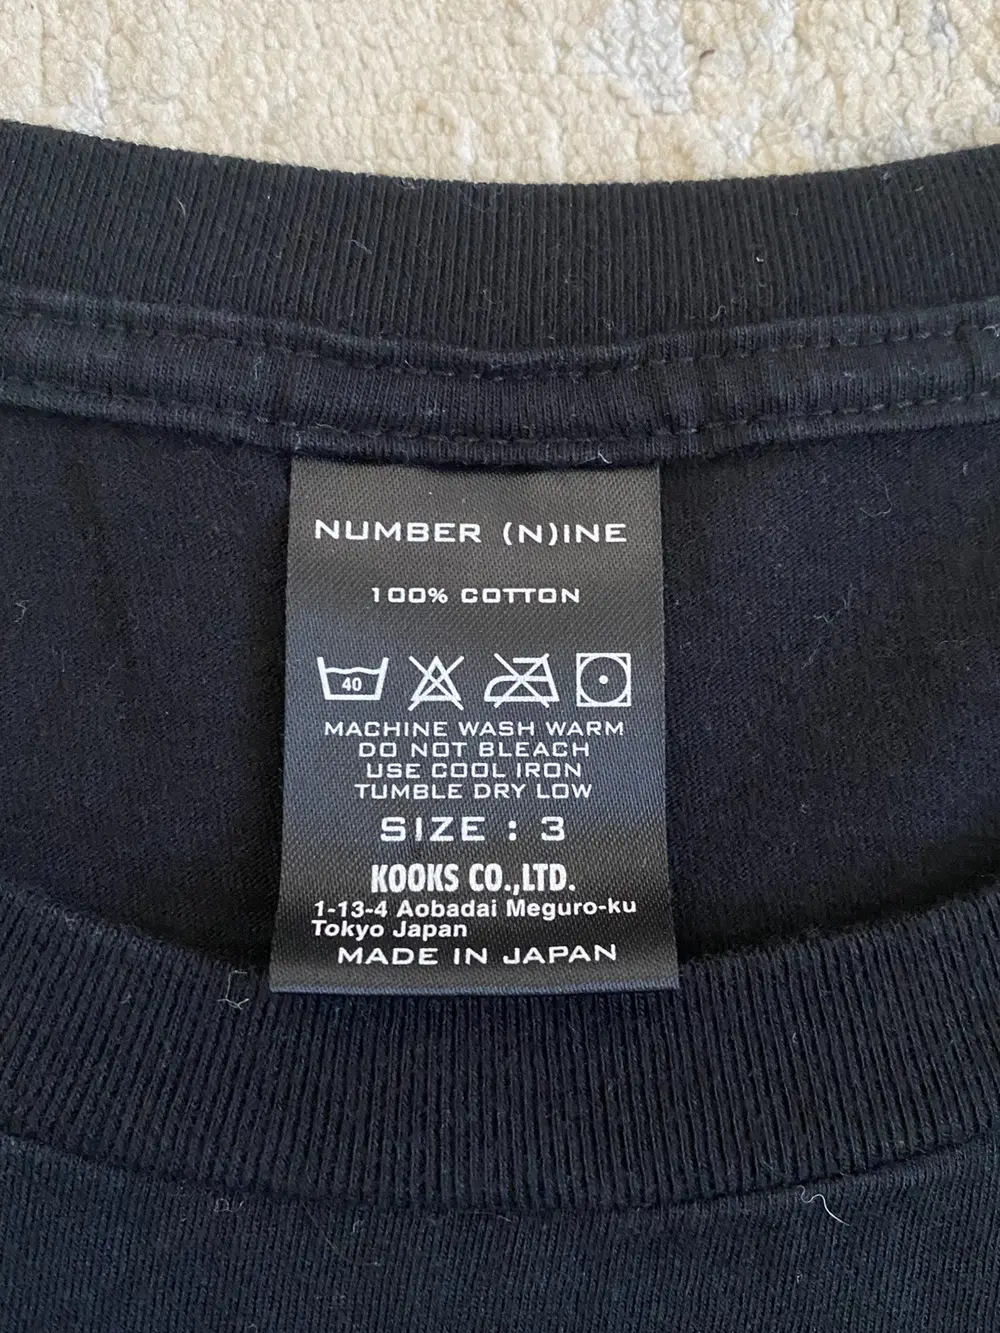 NUMBER (N)INE
100% COTTON
40
MACHINE WASH WARM
DO NOT BLEACH
USE COOL IRON
TUMBLE DRY LOW
SIZE : 3
KOOKS CO.,LTD.
1-13-4 Aobadai Meguro-ku
Tokyo Japan
MADE IN JAPAN